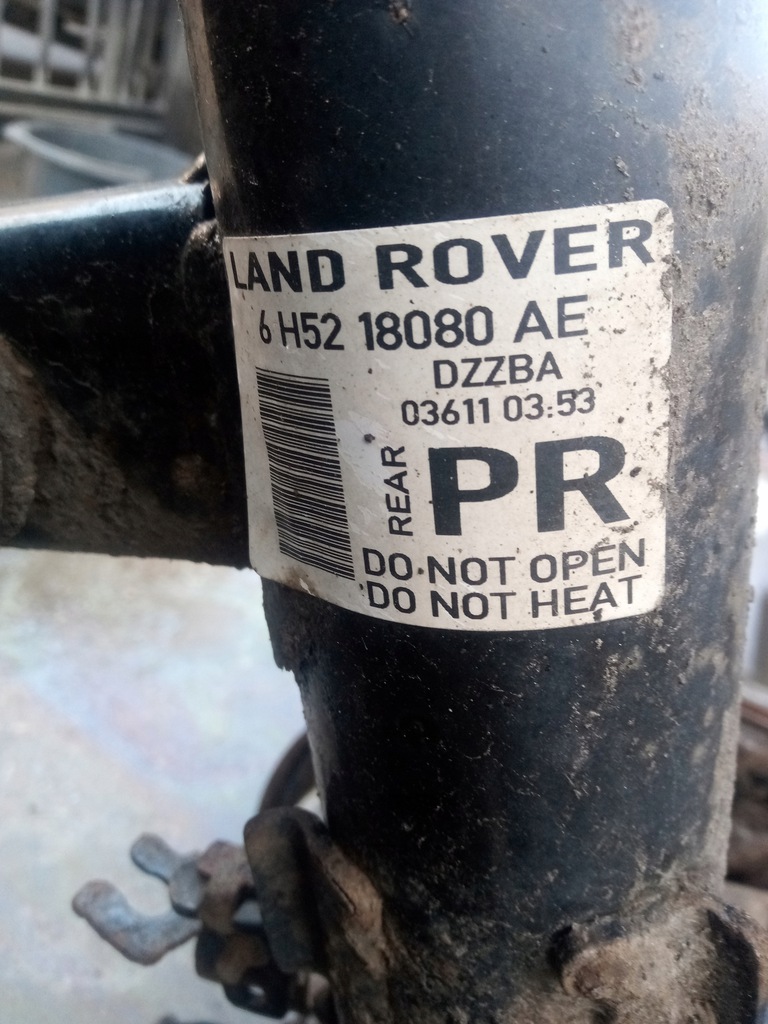 LAND ROVER
6 H52 18080 AE
DZZBA
03611 03:53
REAR
PR
DO NOT OPEN
DO NOT HEAT